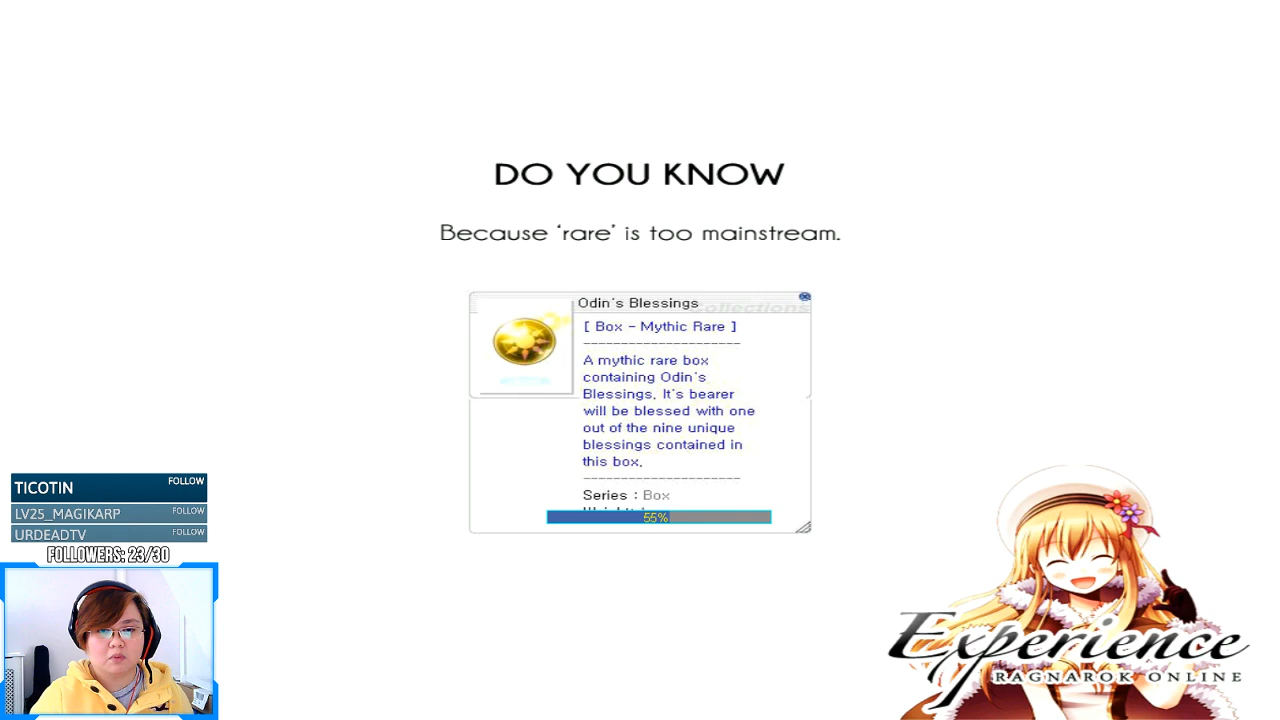 DO YOU KNOW
Because ‘rare’ is too mainstream.
Odin's Blessings
Collections
[ Box - Mythic Rare ]
---------------------
A mythic rare box
containing Odin's
Blessings. It's bearer
will be blessed with one
out of the nine unique
blessings contained in
this box.
---------------------
Series : Box
55%
TICOTIN FOLLOW
LV25_MAGIKARP FOLLOW
URDEADTV FOLLOW
FOLLOWERS: 23/30
Experience
RAGNAROK ONLINE